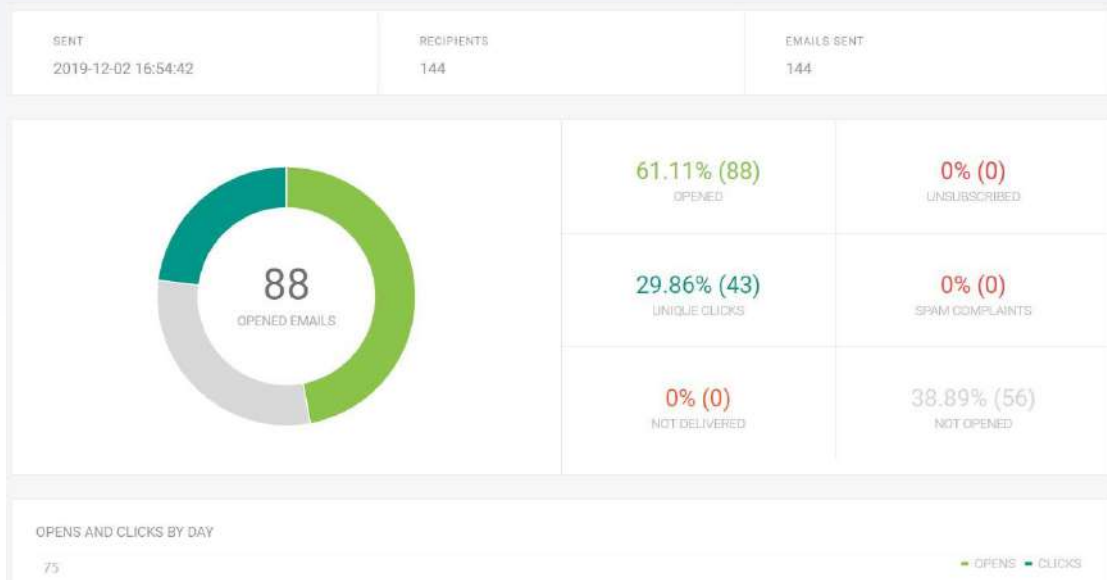 SENT
2019-12-02 16:54:42
RECIPIENTS
144
EMAILS SENT
144
88
OPENED EMAILS
61.11% (88)
OPENED
0% (0)
UNSUBSCRIBED
29.86% (43)
UNIQUE CLICKS
0% (0)
SPAM COMPLAINTS
0% (0)
NOT DELIVERED
38.89% (56)
NOT OPENED
OPENS AND CLICKS BY DAY
75
OPENS CLICKS